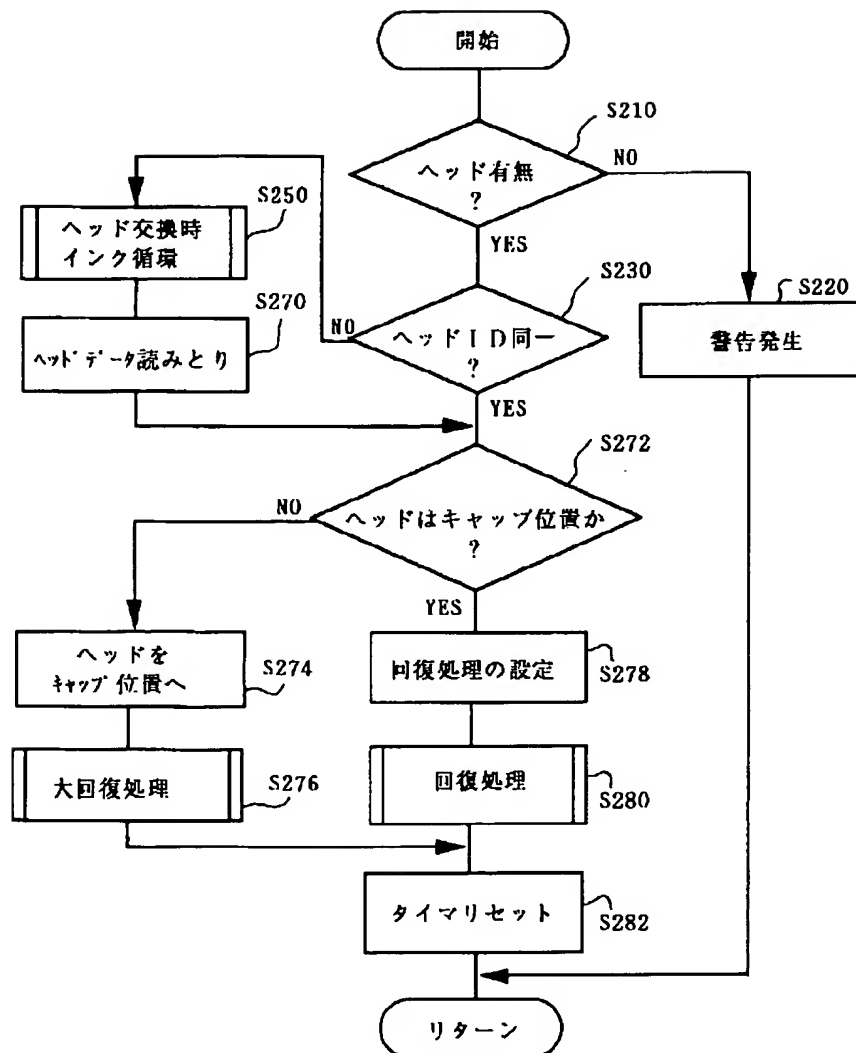 開始
S210
ヘッド有無
?
NO
YES
S250
ヘッド交換時
インク循環
S230
ヘッドID同一
?
NO
YES
S220
警告発生
S270
ヘッドデータ読みとり
S272
ヘッドはキャップ位置か
?
NO
YES
ヘッドを
キャップ位置へ
S274
回復処理の設定
S278
大回復処理
S276
回復処理
S280
タイマリセット
S282
リターン